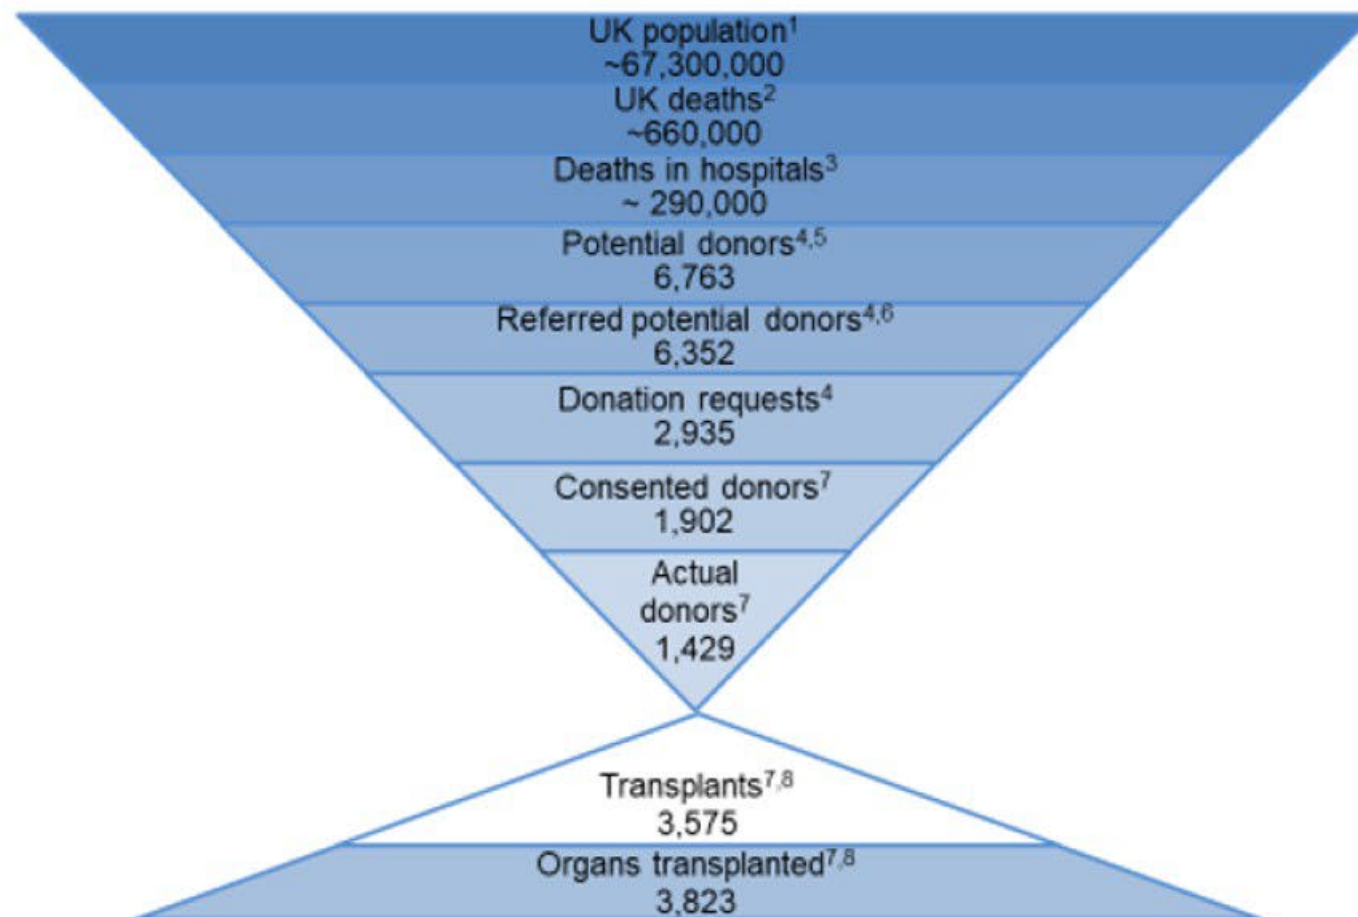 UK population¹
~67,300,000
UK deaths²
~660,000
Deaths in hospitals³
~ 290,000
Potential donors⁴,⁵
6,763
Referred potential donors⁴,⁶
6,352
Donation requests⁴
2,935
Consented donors⁷
1,902
Actual
donors⁷
1,429
Transplants⁷,⁸
3,575
Organs transplanted⁷,⁸
3,823